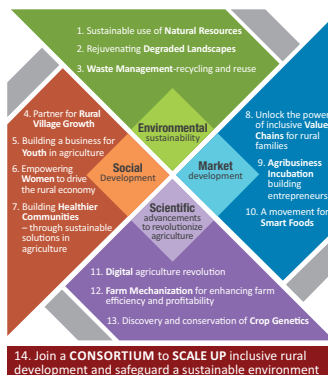 1. Sustainable use of Natural Resources
2. Rejuvenating Degraded Landscapes
3. Waste Management-recycling and reuse
Environmental
sustainability
4. Partner for Rural
Village Growth
5. Building a business for
Youth in agriculture
6. Empowering
Women to drive
the rural economy
7. Building Healthier
Communities
– through sustainable
solutions in
agriculture
Social
Development
Market
development
8. Unlock the power
of inclusive Value
Chains for rural
families
9. Agribusiness
Incubation
building
entrepreneurs
10. A movement for
Smart Foods
Scientific
advancements
to revolutionize
agriculture
11. Digital agriculture revolution
12. Farm Mechanization for enhancing farm
efficiency and profitability
13. Discovery and conservation of Crop Genetics
14. Join a CONSORTIUM to SCALE UP inclusive rural
development and safeguard a sustainable environment